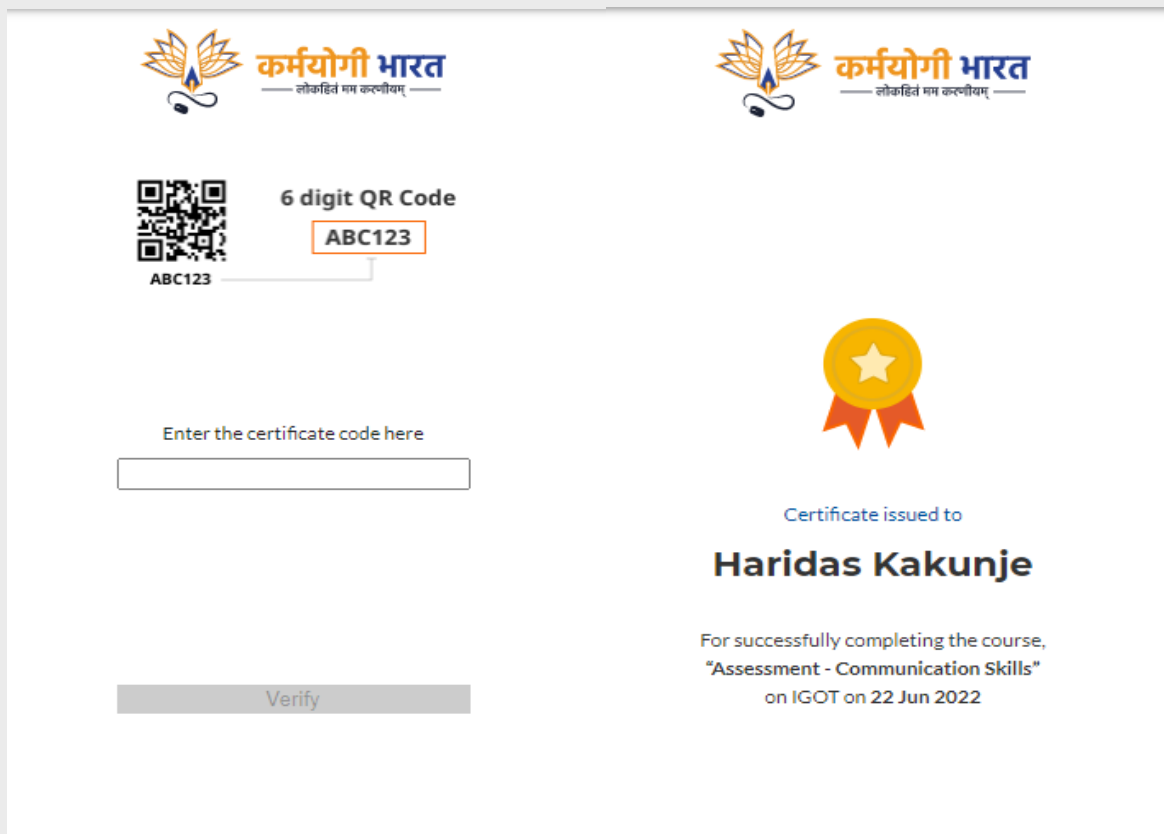 कर्मयोगी भारत
लोकहितं मम करणीयम्
6 digit QR Code
ABC123
ABC123
Enter the certificate code here
Verify
कर्मयोगी भारत
लोकहितं मम करणीयम्
Certificate issued to
Haridas Kakunje
For successfully completing the course,
“Assessment - Communication Skills”
on IGOT on 22 Jun 2022